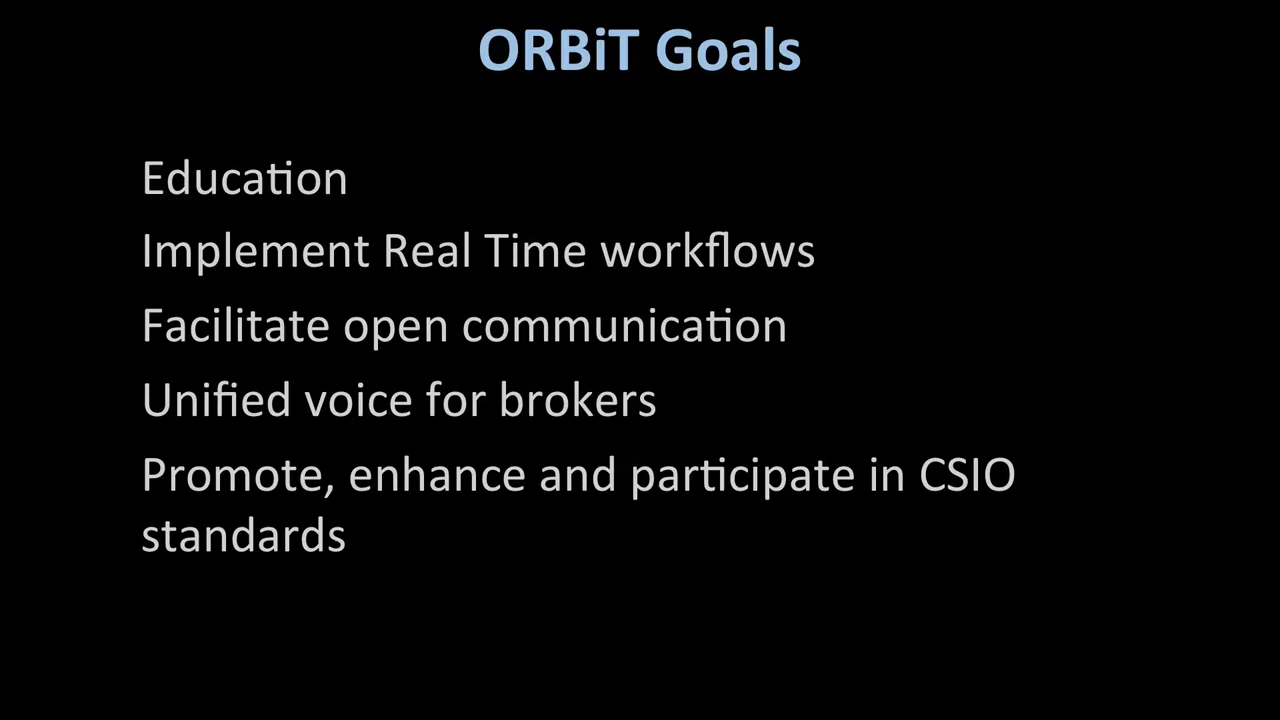 ORBiT Goals
Education
Implement Real Time workflows
Facilitate open communication
Unified voice for brokers
Promote, enhance and participate in CSIO
standards